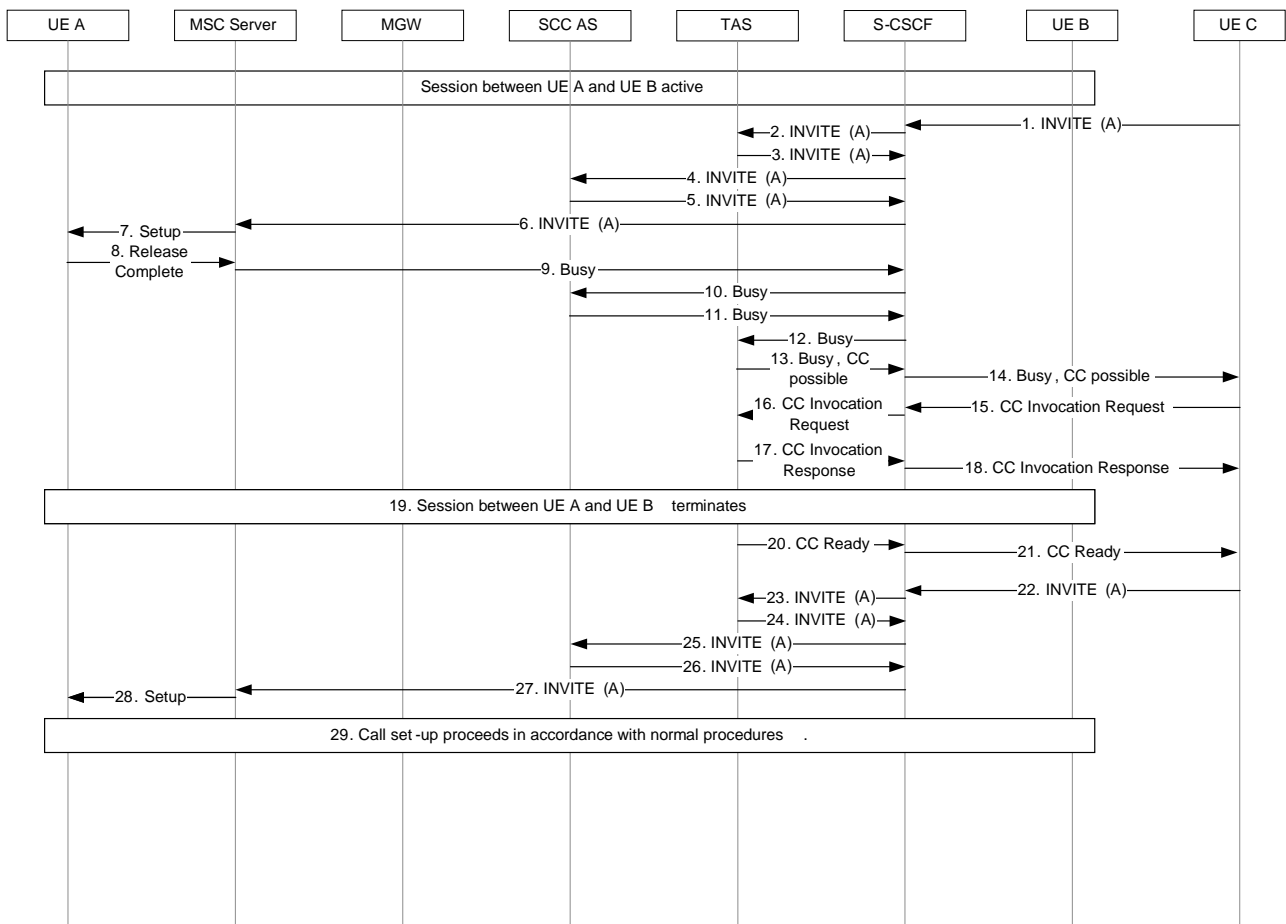 UE A
MSC Server
MGW
SCC AS
TAS
S-CSCF
UE B
UE C
Session between UE A and UE B active
1. INVITE (A)
2. INVITE (A)
3. INVITE (A)
4. INVITE (A)
5. INVITE (A)
6. INVITE (A)
7. Setup
8. Release
Complete
9. Busy
10. Busy
11. Busy
12. Busy
13. Busy, CC
possible
14. Busy, CC possible
15. CC Invocation Request
16. CC Invocation
Request
17. CC Invocation
Response
18. CC Invocation Response
19. Session between UE A and UE B terminates
20. CC Ready
21. CC Ready
22. INVITE (A)
23. INVITE (A)
24. INVITE (A)
25. INVITE (A)
26. INVITE (A)
27. INVITE (A)
28. Setup
29. Call set-up proceeds in accordance with normal procedures .